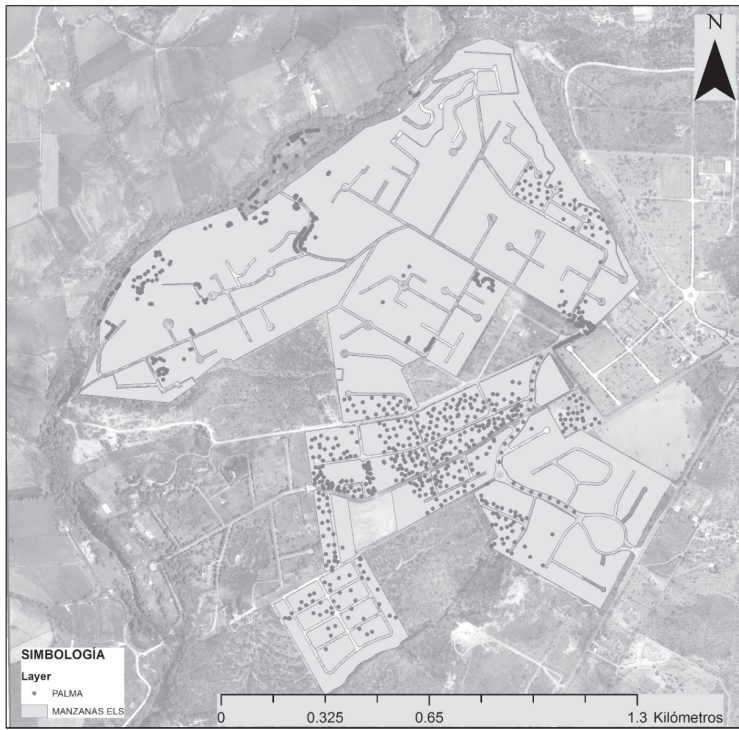 N
SIMBOLOGÍA
Layer
PALMA
MANZANAS ELS
0 0.325 0.65 1.3 Kilómetros